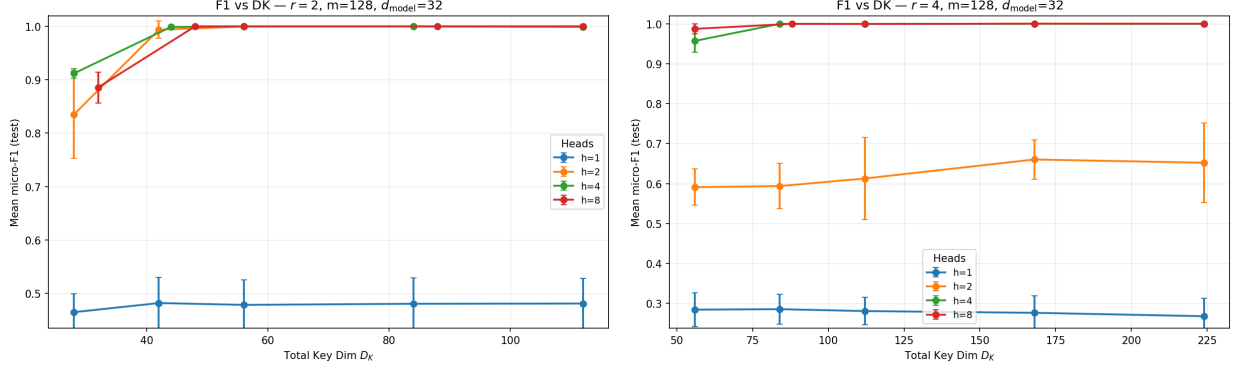 F1 vs DK — r = 2, m=128, d_model=32
1.0
0.9
0.8
0.7
0.6
0.5
Mean micro-F1 (test)
Heads
h=1
h=2
h=4
h=8
40
60
80
100
Total Key Dim D_K
F1 vs DK — r = 4, m=128, d_model=32
1.0
0.9
0.8
0.7
0.6
0.5
0.4
0.3
Mean micro-F1 (test)
Heads
h=1
h=2
h=4
h=8
50
75
100
125
150
175
200
225
Total Key Dim D_K